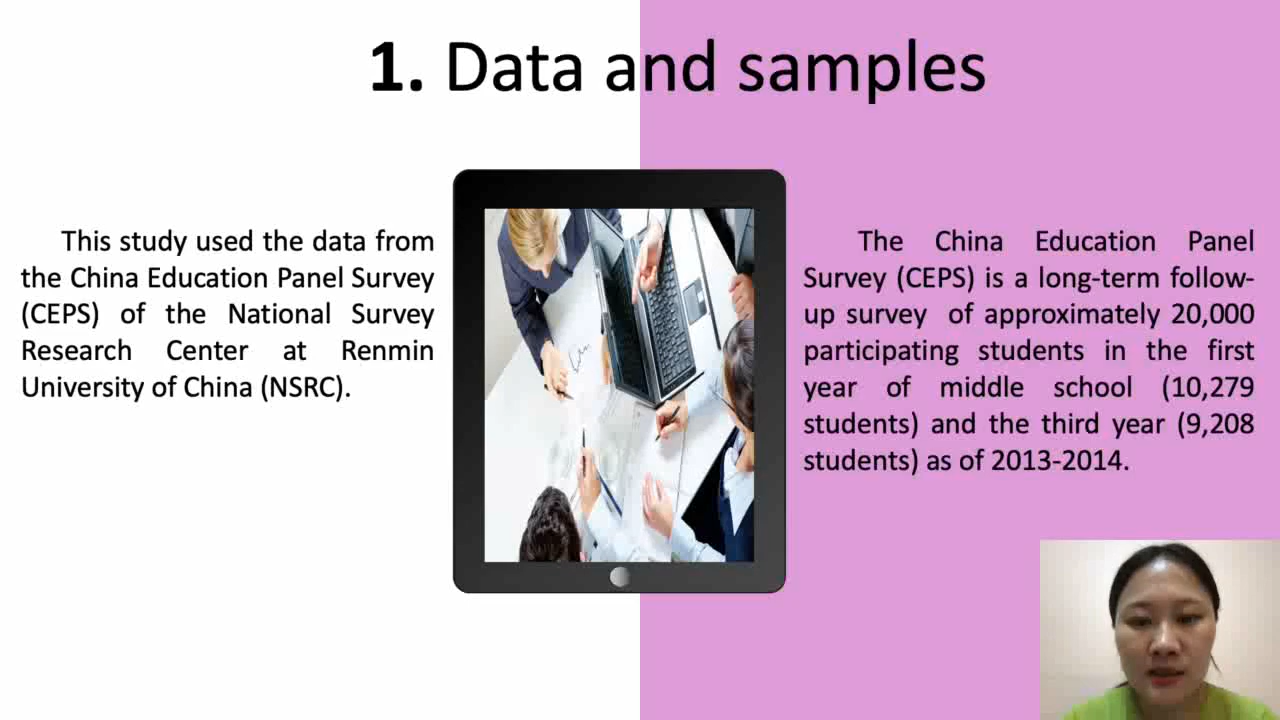 1. Data and samples
This study used the data from
the China Education Panel Survey
(CEPS) of the National Survey
Research Center at Renmin
University of China (NSRC).
The China Education Panel
Survey (CEPS) is a long-term follow-
up survey of approximately 20,000
participating students in the first
year of middle school (10,279
students) and the third year (9,208
students) as of 2013-2014.